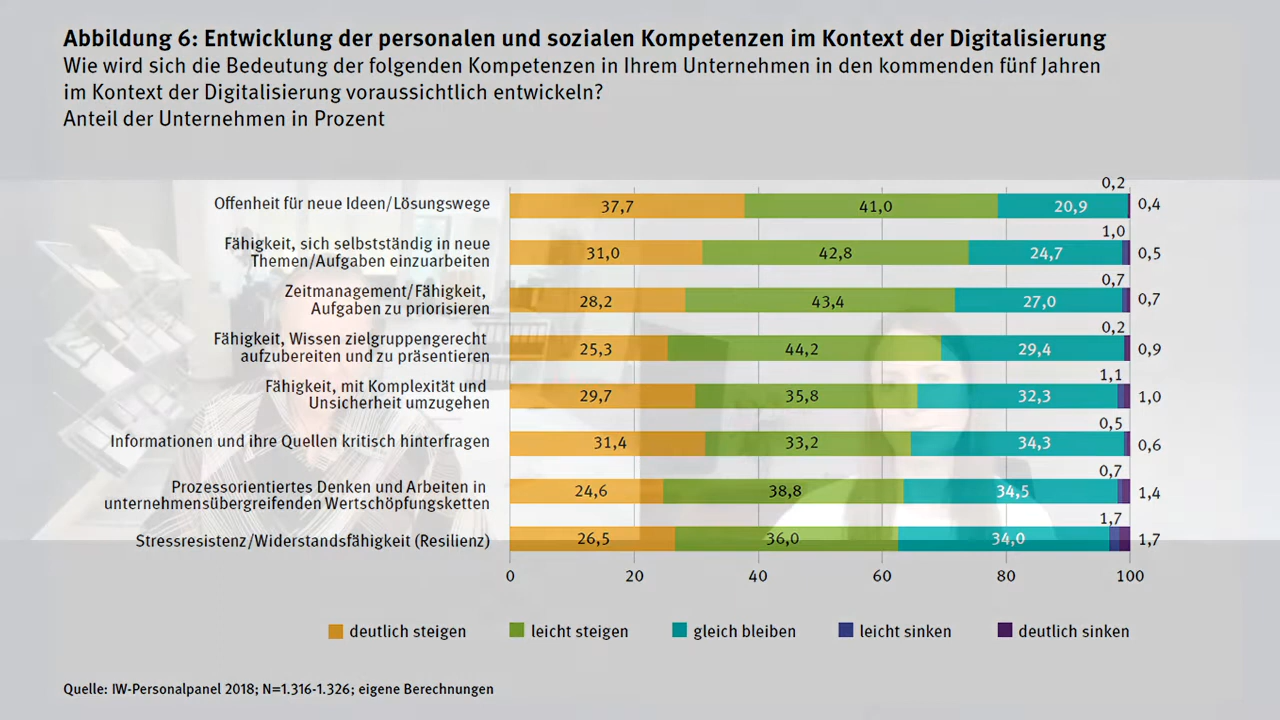 Abbildung 6: Entwicklung der personalen und sozialen Kompetenzen im Kontext der Digitalisierung
Wie wird sich die Bedeutung der folgenden Kompetenzen in Ihrem Unternehmen in den kommenden fünf Jahren
im Kontext der Digitalisierung voraussichtlich entwickeln?
Anteil der Unternehmen in Prozent
0,2
Offenheit für neue Ideen/Lösungswege 37,7 41,0 20,9 0,4
1,0
Fähigkeit, sich selbstständig in neue
Themen/Aufgaben einzuarbeiten 31,0 42,8 24,7 0,5
0,7
Zeitmanagement/Fähigkeit,
Aufgaben zu priorisieren 28,2 43,4 27,0 0,7
0,2
Fähigkeit, Wissen zielgruppengerecht
aufzubereiten und zu präsentieren 25,3 44,2 29,4 0,9
1,1
Fähigkeit, mit Komplexität und
Unsicherheit umzugehen 29,7 35,8 32,3 1,0
0,5
Informationen und ihre Quellen kritisch hinterfragen 31,4 33,2 34,3 0,6
0,7
Prozessorientiertes Denken und Arbeiten in
unternehmensübergreifenden Wertschöpfungsketten 24,6 38,8 34,5 1,4
1,7
Stressresistenz/Widerstandsfähigkeit (Resilienz) 26,5 36,0 34,0 1,7
0 20 40 60 80 100
deutlich steigen leicht steigen gleich bleiben leicht sinken deutlich sinken
Quelle: IW-Personalpanel 2018; N=1.316-1.326; eigene Berechnungen